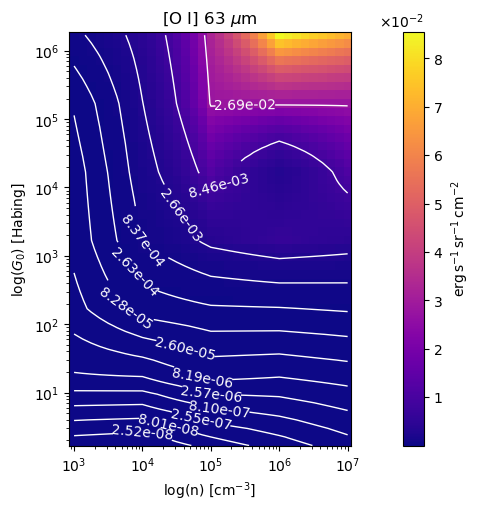 [O I] 63 μm
×10⁻²
10⁶
10⁵
10⁴
10³
10²
10¹
log(G₀) [Habing]
2.69e-02
8.46e-03
2.66e-03
8.37e-04
2.63e-04
8.28e-05
2.60e-05
8.19e-06
2.57e-06
8.10e-07
2.55e-07
8.01e-08
2.52e-08
10³ 10⁴ 10⁵ 10⁶ 10⁷
log(n) [cm⁻³]
8
7
6
5
4
3
2
1
erg s⁻¹ sr⁻¹ cm⁻²